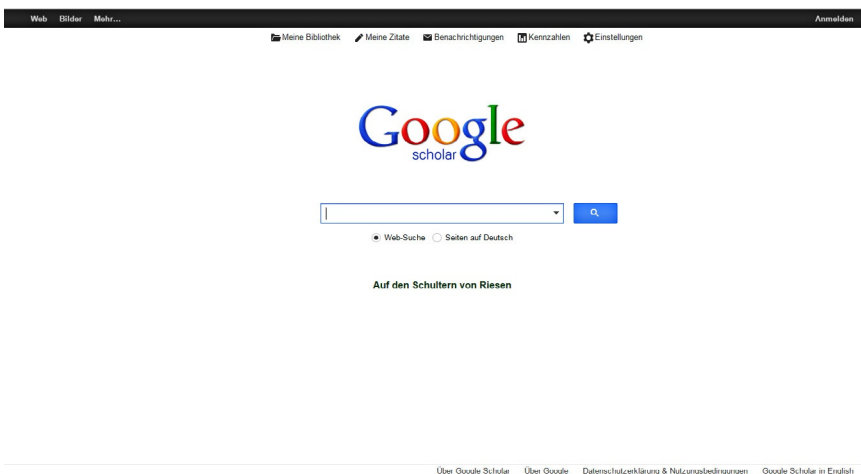 Web Bilder Mehr... Anmelden
Meine Bibliothek Meine Zitate Benachrichtigungen Kennzahlen Einstellungen
Google
scholar
Web-Suche Seiten auf Deutsch
Auf den Schultern von Riesen
Über Google Scholar Über Google Datenschutzerklärung & Nutzungsbedingungen Google Scholar in English